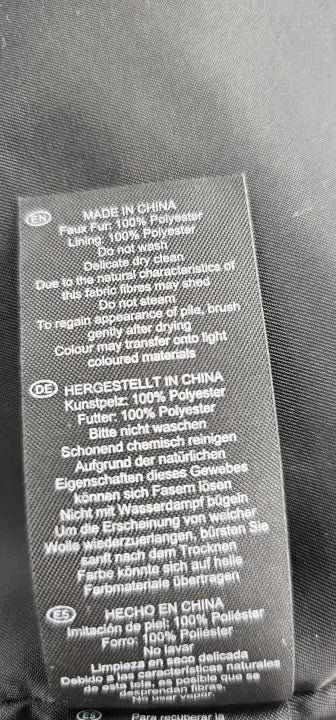 EN MADE IN CHINA
Faux Fur: 100% Polyester
Lining: 100% Polyester
Do not wash
Delicate dry clean
Due to the natural characteristics of
this fabric fibres may shed
Do not steam
To regain appearance of pile, brush
gently after drying
Colour may transfer onto light
coloured materials
DE HERGESTELLT IN CHINA
Kunstpelz: 100% Polyester
Futter: 100% Polyester
Bitte nicht waschen
Schonend chemisch reinigen
Aufgrund der natürlichen
Eigenschaften dieses Gewebes
können sich Fasern lösen
Nicht mit Wasserdampf bügeln
Um die Erscheinung von weicher
Wolle wiederzuerlangen, bürsten Sie
sanft nach dem Trocknen
Farbe könnte sich auf helle
Farbmateriale übertragen
ES HECHO EN CHINA
Imitación de piel: 100% Poliéster
Forro: 100% Poliéster
No lavar
Limpieza en seco delicada
Debido a las características naturales
de esta tela, es posible que se
desprendan fibras.
No usar vapor
ES Para recuperar la